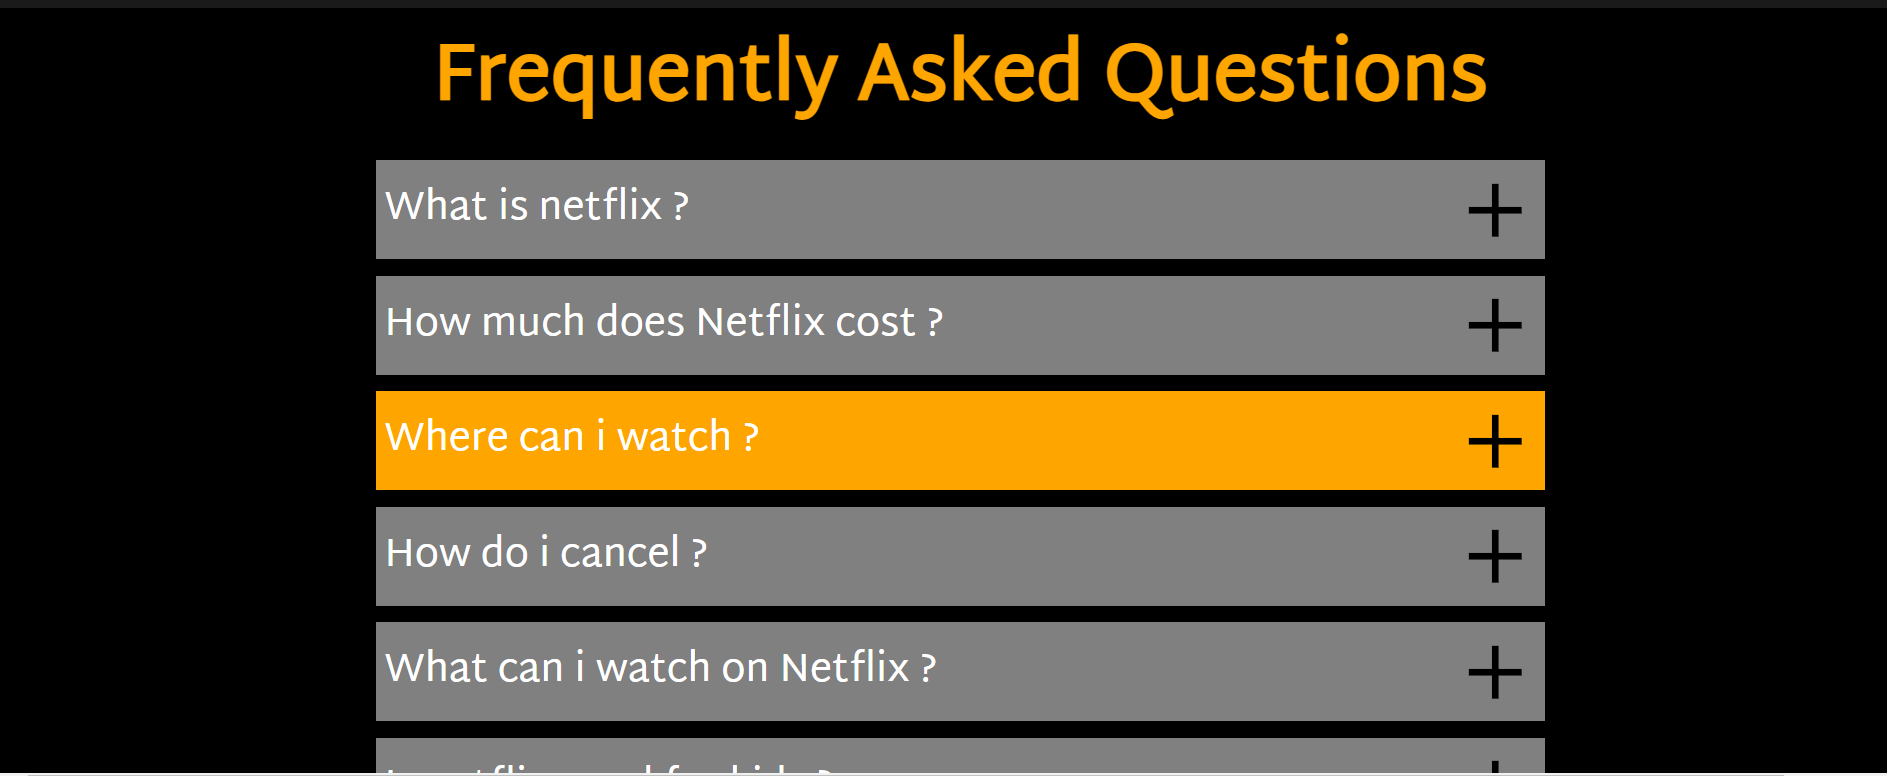 Frequently Asked Questions
What is netflix ?
How much does Netflix cost ?
Where can i watch ?
How do i cancel ?
What can i watch on Netflix ?